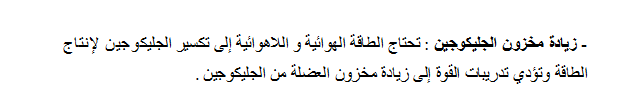 - زيادة مخزون الجليكوجين : تحتاج الطاقة الهوائية و اللاهوائية إلى تكسير الجليكوجين لإنتاج
الطاقة وتؤدي تدريبات القوة إلى زيادة مخزون العضلة من الجليكوجين .